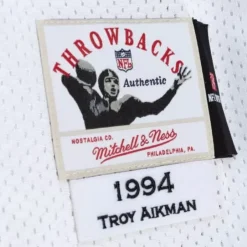 THROWBACKS
NFL
Authentic
NOSTALGIA CO.
Mitchell & Ness
PHILADELPHIA, PA.
1994
TROY AIKMAN